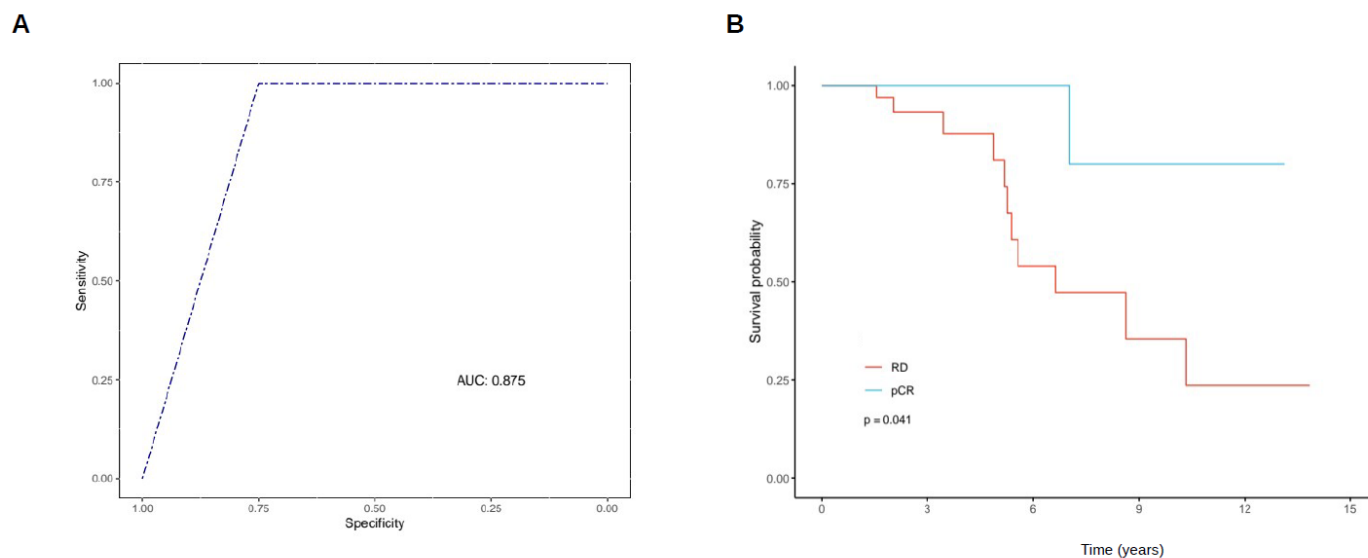 A
1.00
0.75
0.50
0.25
0.00
Sensitivity
AUC: 0.875
1.00 0.75 0.50 0.25 0.00
Specificity
B
1.00
0.75
0.50
0.25
0.00
Survival probability
RD
pCR
p = 0.041
0 3 6 9 12 15
Time (years)